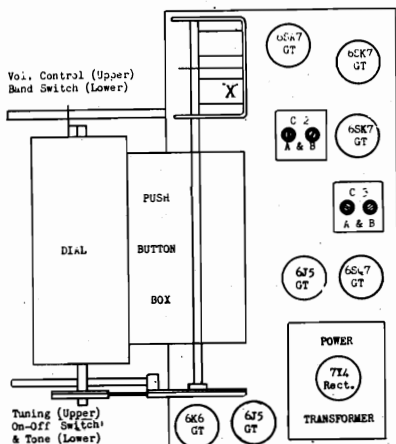 6SK7
GT
6SK7
GT
Vol. Control (Upper)
Band Switch (Lower)
X
C 2
A & B
6SK7
GT
PUSH
BUTTON
BOX
DIAL
C 3
A & B
6J5
GT
6SQ7
GT
POWER
7Y4
Rect.
TRANSFORMER
Tuning (Upper)
On-Off Switch
& Tone (Lower)
6K6
GT
6J5
GT